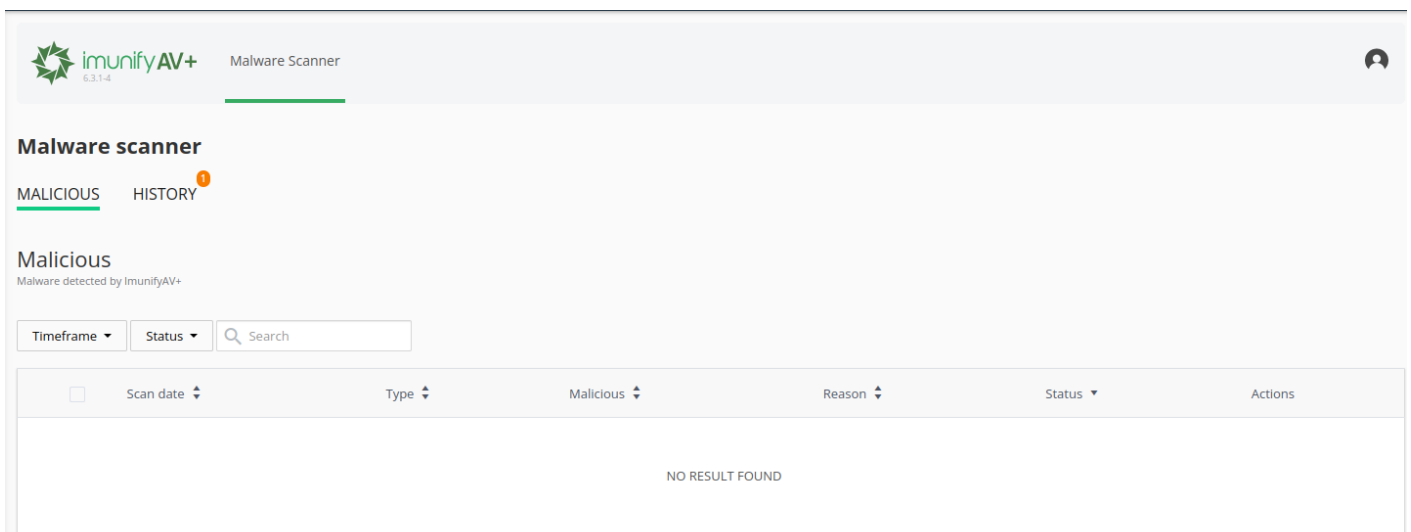 imunifyAV+ Malware Scanner
6.3.1-4
Malware scanner
MALICIOUS HISTORY 1
Malicious
Malware detected by ImunifyAV+
Timeframe Status Search
Scan date Type Malicious Reason Status Actions
NO RESULT FOUND